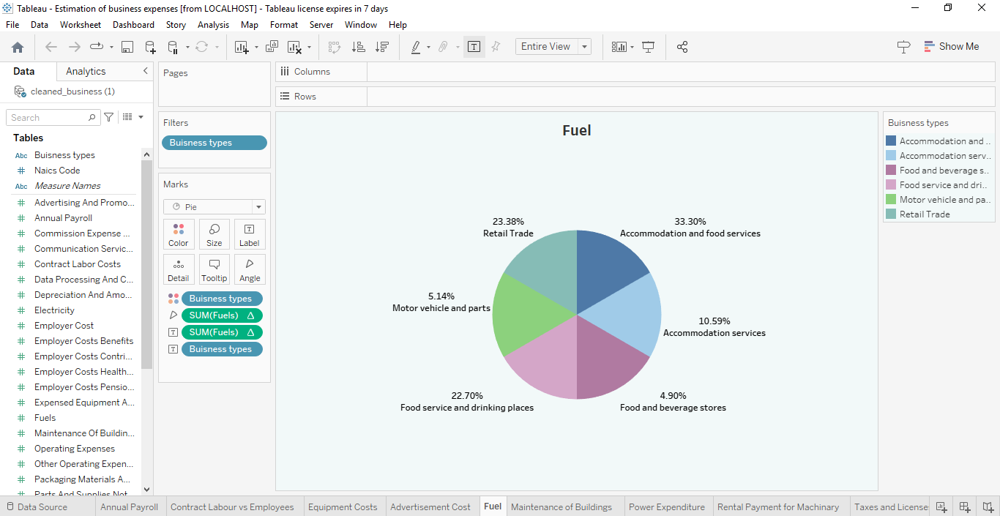 Tableau - Estimation of business expenses [from LOCALHOST] - Tableau license expires in 7 days
File Data Worksheet Dashboard Story Analysis Map Format Server Window Help
Entire View
Show Me
Data Analytics
cleaned_business (1)
Search
Tables
Abc Buisness types
# Naics Code
Abc Measure Names
# Advertising And Promo...
# Annual Payroll
# Commission Expense ...
# Communication Servic...
# Contract Labor Costs
# Data Processing And C...
# Depreciation And Amo...
# Electricity
# Employer Cost
# Employer Costs Benefits
# Employer Costs Contri...
# Employer Costs Health...
# Employer Costs Pensio...
# Expensed Equipment A...
# Fuels
# Maintenance Of Buildin...
# Operating Expenses
# Other Operating Expen...
# Packaging Materials A...
# Parts And Supplies Not
Pages
Filters
Buisness types
Marks
Pie
Color Size Label
Detail Tooltip Angle
Buisness types
SUM(Fuels) Δ
SUM(Fuels) Δ
Buisness types
Columns
Rows
Fuel
23.38%
Retail Trade
33.30%
Accommodation and food services
5.14%
Motor vehicle and parts
10.59%
Accommodation services
22.70%
Food service and drinking places
4.90%
Food and beverage stores
Buisness types
Accommodation and ..
Accommodation serv..
Food and beverage s..
Food service and dri..
Motor vehicle and pa..
Retail Trade
Data Source Annual Payroll Contract Labour vs Employees Equipment Costs Advertisement Cost Fuel Maintenance of Buildings Power Expenditure Rental Payment for Machinary Taxes and License